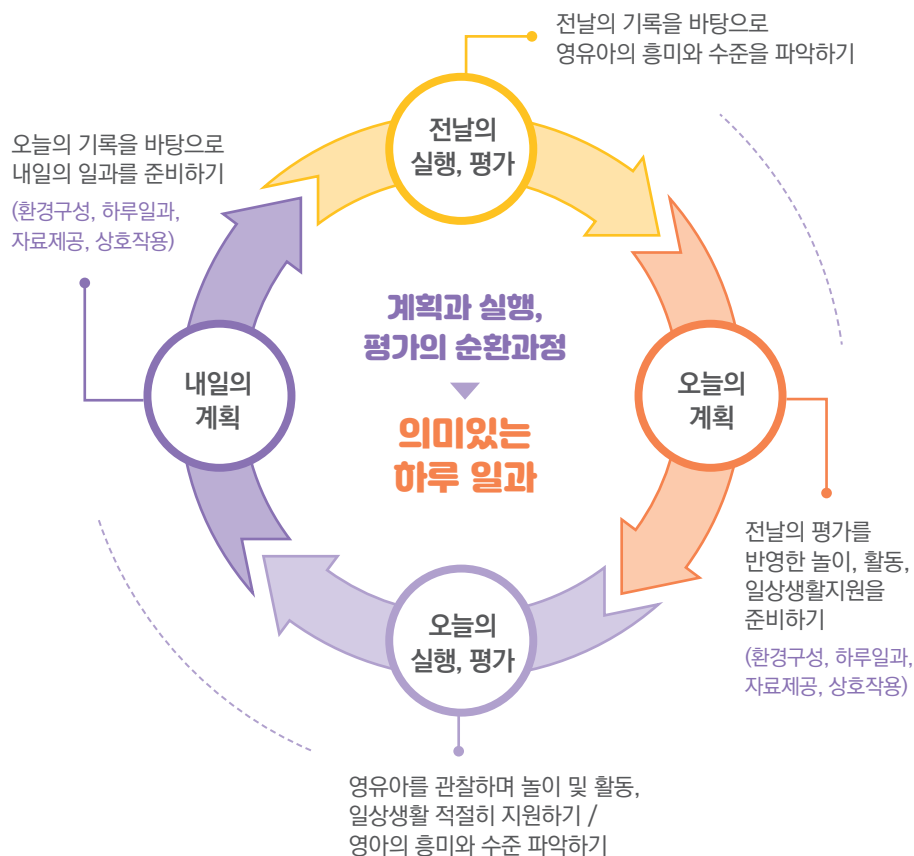 전날의 기록을 바탕으로
영유아의 흥미와 수준을 파악하기
전날의
실행, 평가
오늘의 기록을 바탕으로
내일의 일과를 준비하기
(환경구성, 하루일과,
자료제공, 상호작용)
계획과 실행,
평가의 순환과정
의미있는
하루 일과
내일의
계획
오늘의
계획
전날의 평가를
반영한 놀이, 활동,
일상생활지원을
준비하기
(환경구성, 하루일과,
자료제공, 상호작용)
오늘의
실행, 평가
영유아를 관찰하며 놀이 및 활동,
일상생활 적절히 지원하기 /
영아의 흥미와 수준 파악하기